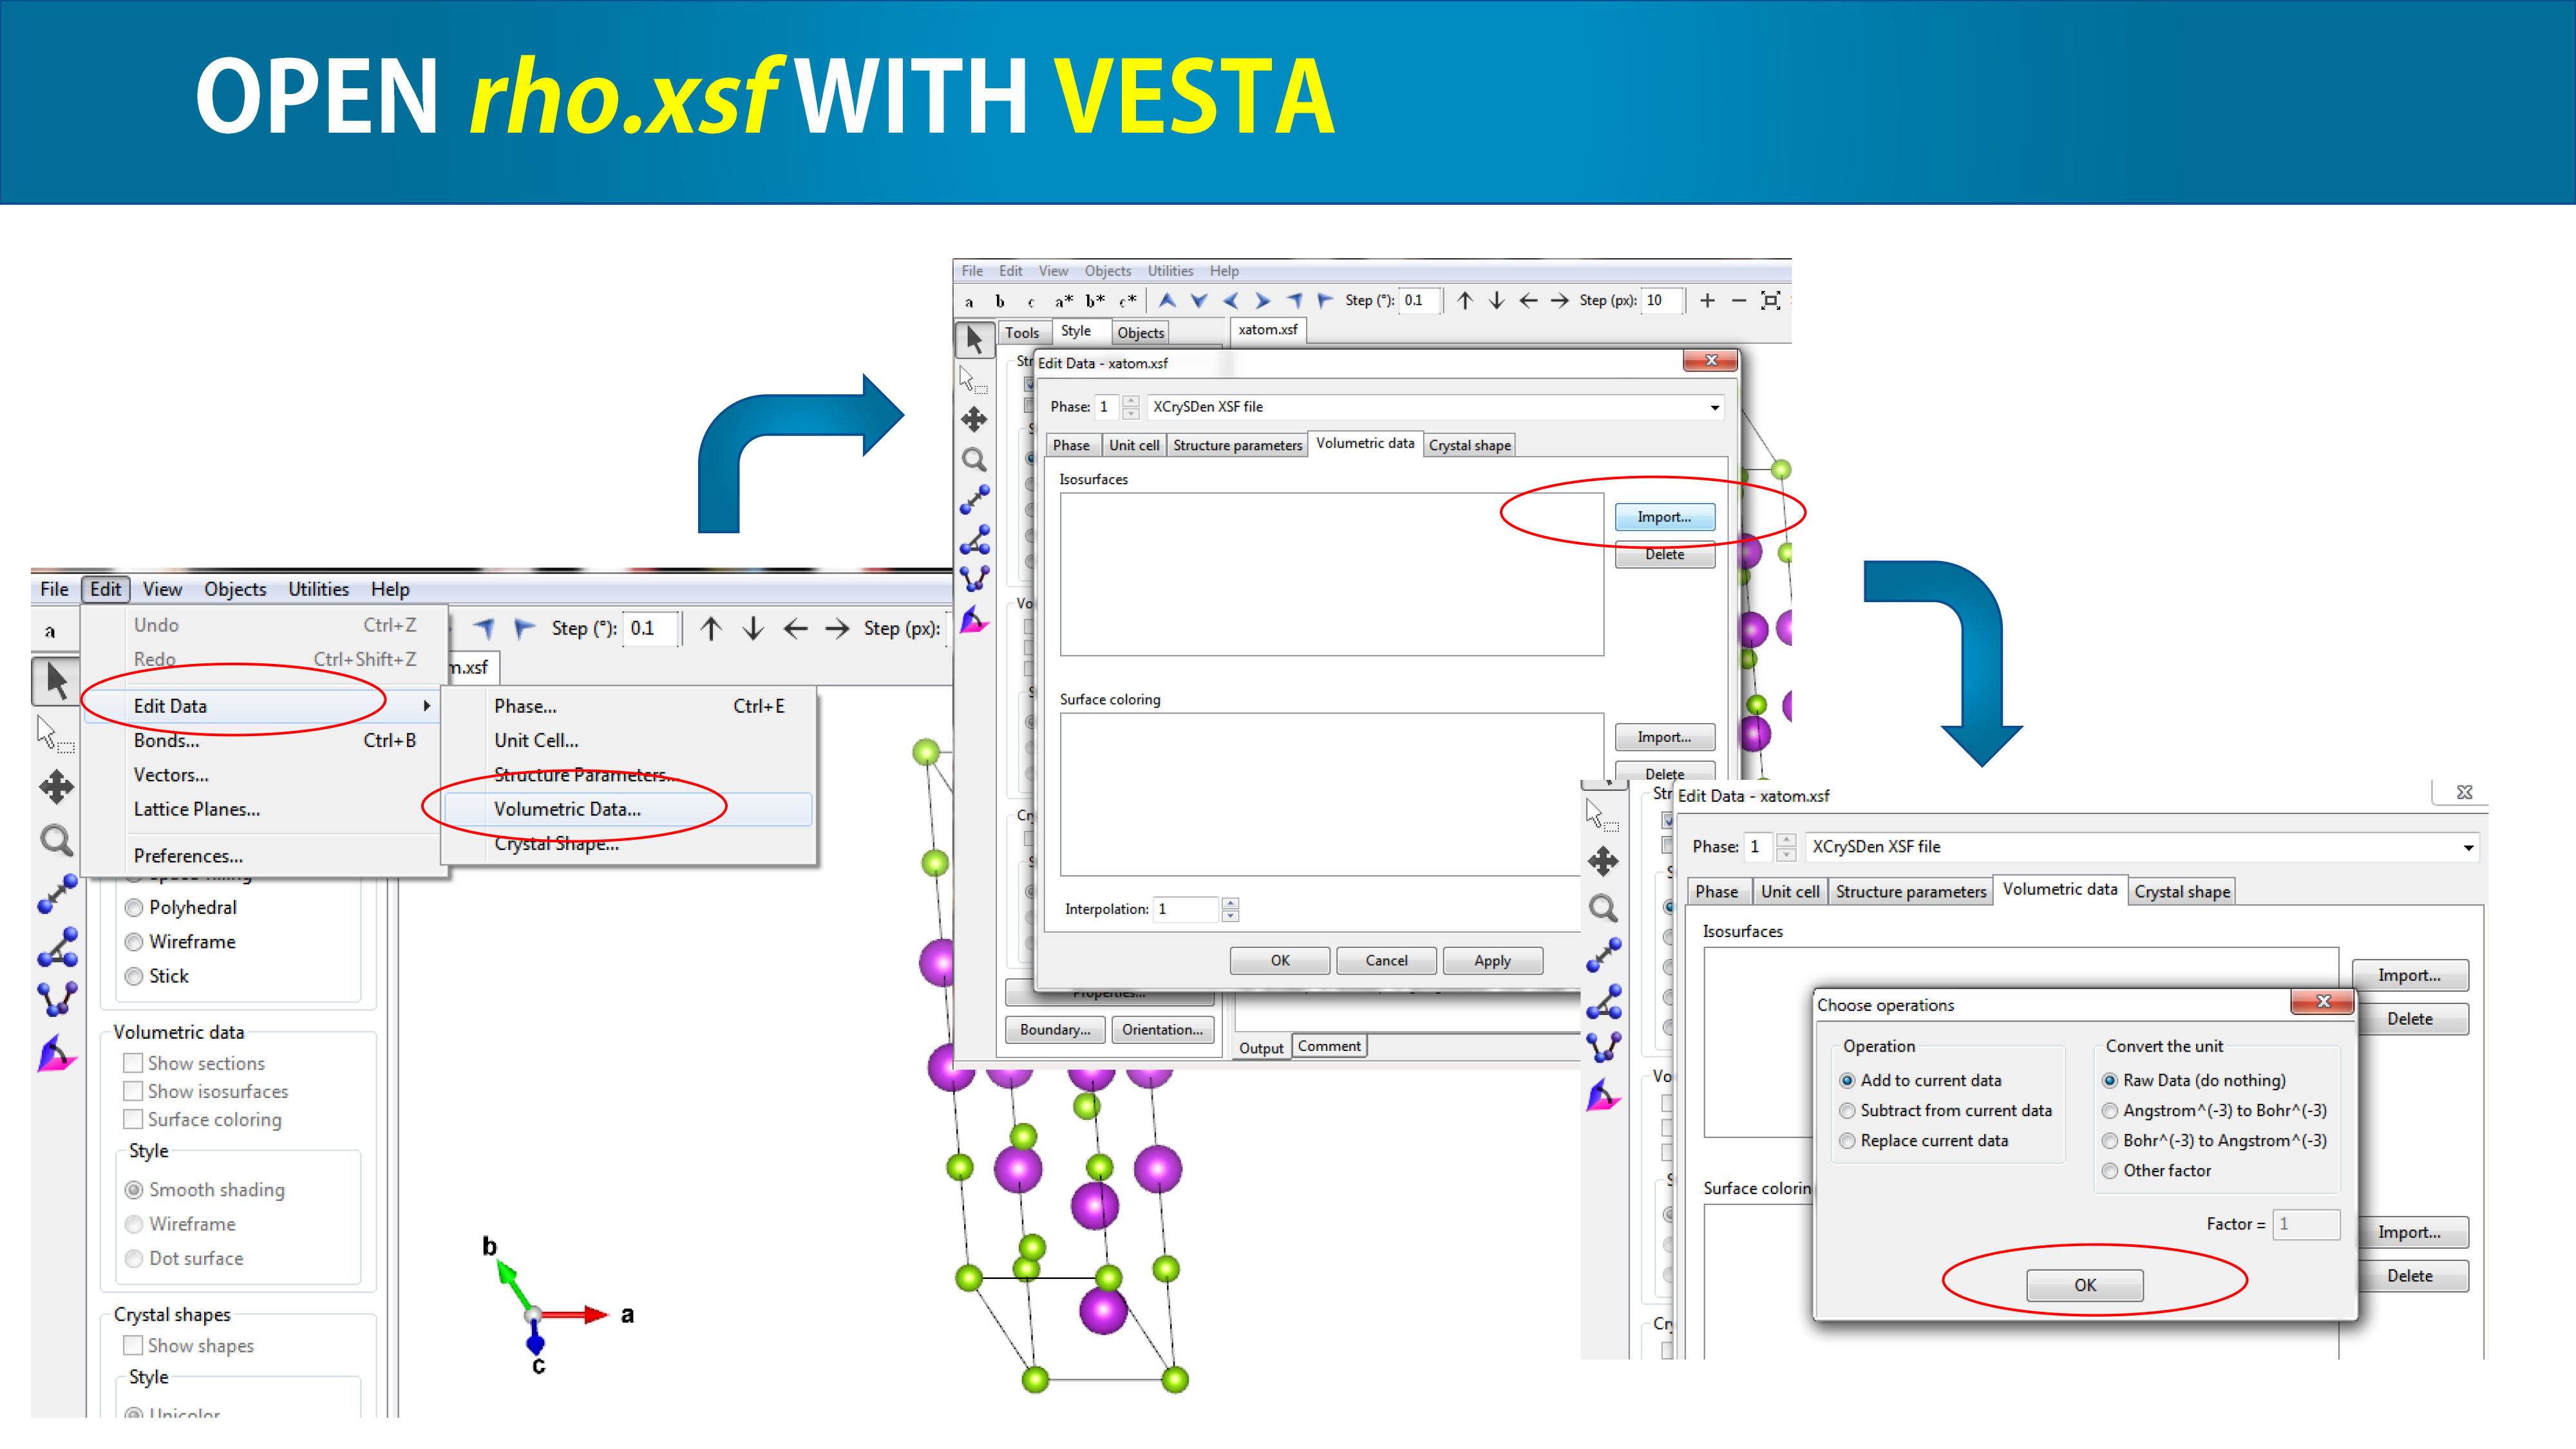 OPEN rho.xsf WITH VESTA
File Edit View Objects Utilities Help
a
Step (°): 0.1 Step (px):
Undo Ctrl+Z
Redo Ctrl+Shift+Z
Edit Data
Bonds... Ctrl+B
Vectors...
Lattice Planes...
Preferences...
m.xsf
Phase... Ctrl+E
Unit Cell...
Structure Parameters...
Volumetric Data...
Crystal Shape...
Polyhedral
Wireframe
Stick
Volumetric data
Show sections
Show isosurfaces
Surface coloring
Style
Smooth shading
Wireframe
Dot surface
Crystal shapes
Show shapes
Style
Unicolor
b
a
c
File Edit View Objects Utilities Help
a b c a* b* c* Step (°): 0.1 Step (px): 10
Tools Style Objects xatom.xsf
Str
Edit Data - xatom.xsf
Phase: 1 XCrySDen XSF file
Phase Unit cell Structure parameters Volumetric data Crystal shape
Isosurfaces
Import...
Delete
Vo
Surface coloring
Import...
Delete
Interpolation: 1
OK Cancel Apply
Properties...
Boundary... Orientation...
Output Comment
Str
Edit Data - xatom.xsf
Phase: 1 XCrySDen XSF file
Phase Unit cell Structure parameters Volumetric data Crystal shape
Isosurfaces
Import...
Delete
Choose operations
Operation Convert the unit
Add to current data Raw Data (do nothing)
Subtract from current data Angstrom^(-3) to Bohr^(-3)
Replace current data Bohr^(-3) to Angstrom^(-3)
Other factor
Factor = 1
OK
Vo
Surface colorin
Import...
Delete